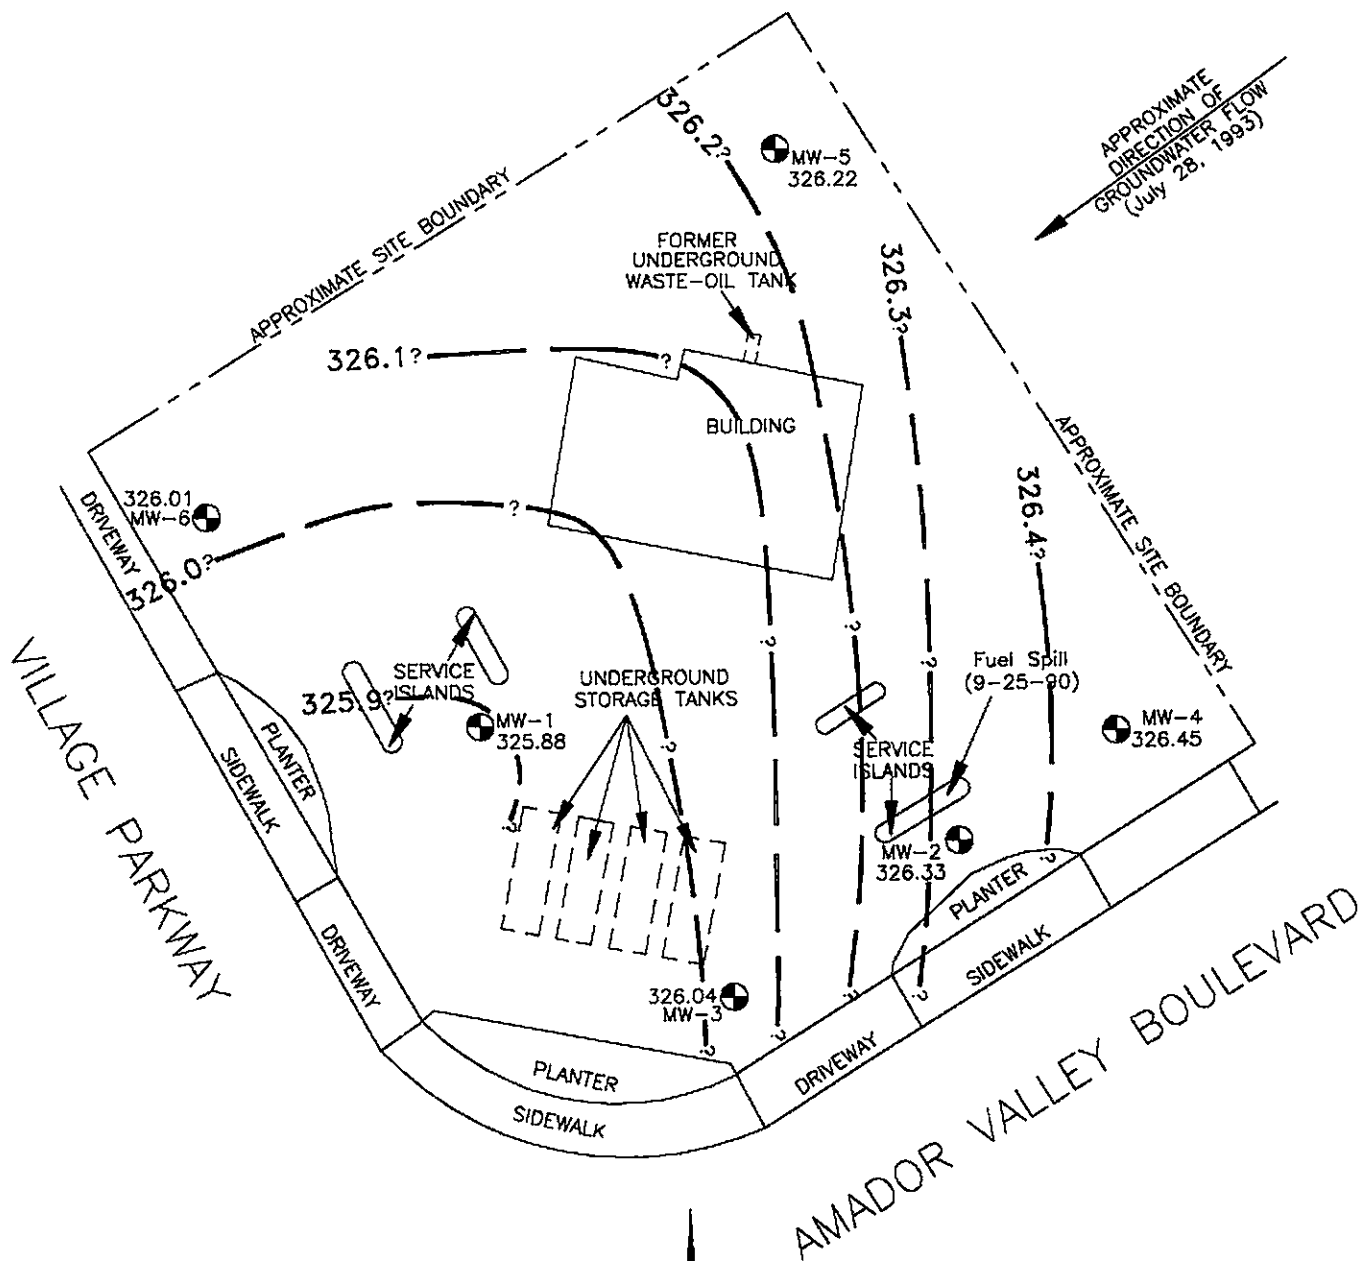 326.2?
MW-5
326.22
APPROXIMATE
DIRECTION OF
GROUNDWATER FLOW
(July 28, 1993)
APPROXIMATE SITE BOUNDARY
FORMER
UNDERGROUND
WASTE-OIL TANK
326.3?
326.1?
?
BUILDING
APPROXIMATE SITE BOUNDARY
326.4?
326.01
MW-6
DRIVEWAY
326.0?
?
?
?
?
VILLAGE PARKWAY
SERVICE
ISLANDS
325.9?
MW-1
325.88
UNDERGROUND
STORAGE TANKS
?
Fuel Spill
(9-25-90)
MW-4
326.45
SERVICE
ISLANDS
PLANTER
SIDEWALK
?
MW-2
326.33
?
PLANTER
SIDEWALK
DRIVEWAY
326.04
MW-3
?
?
?
?
DRIVEWAY
PLANTER
SIDEWALK
AMADOR VALLEY BOULEVARD